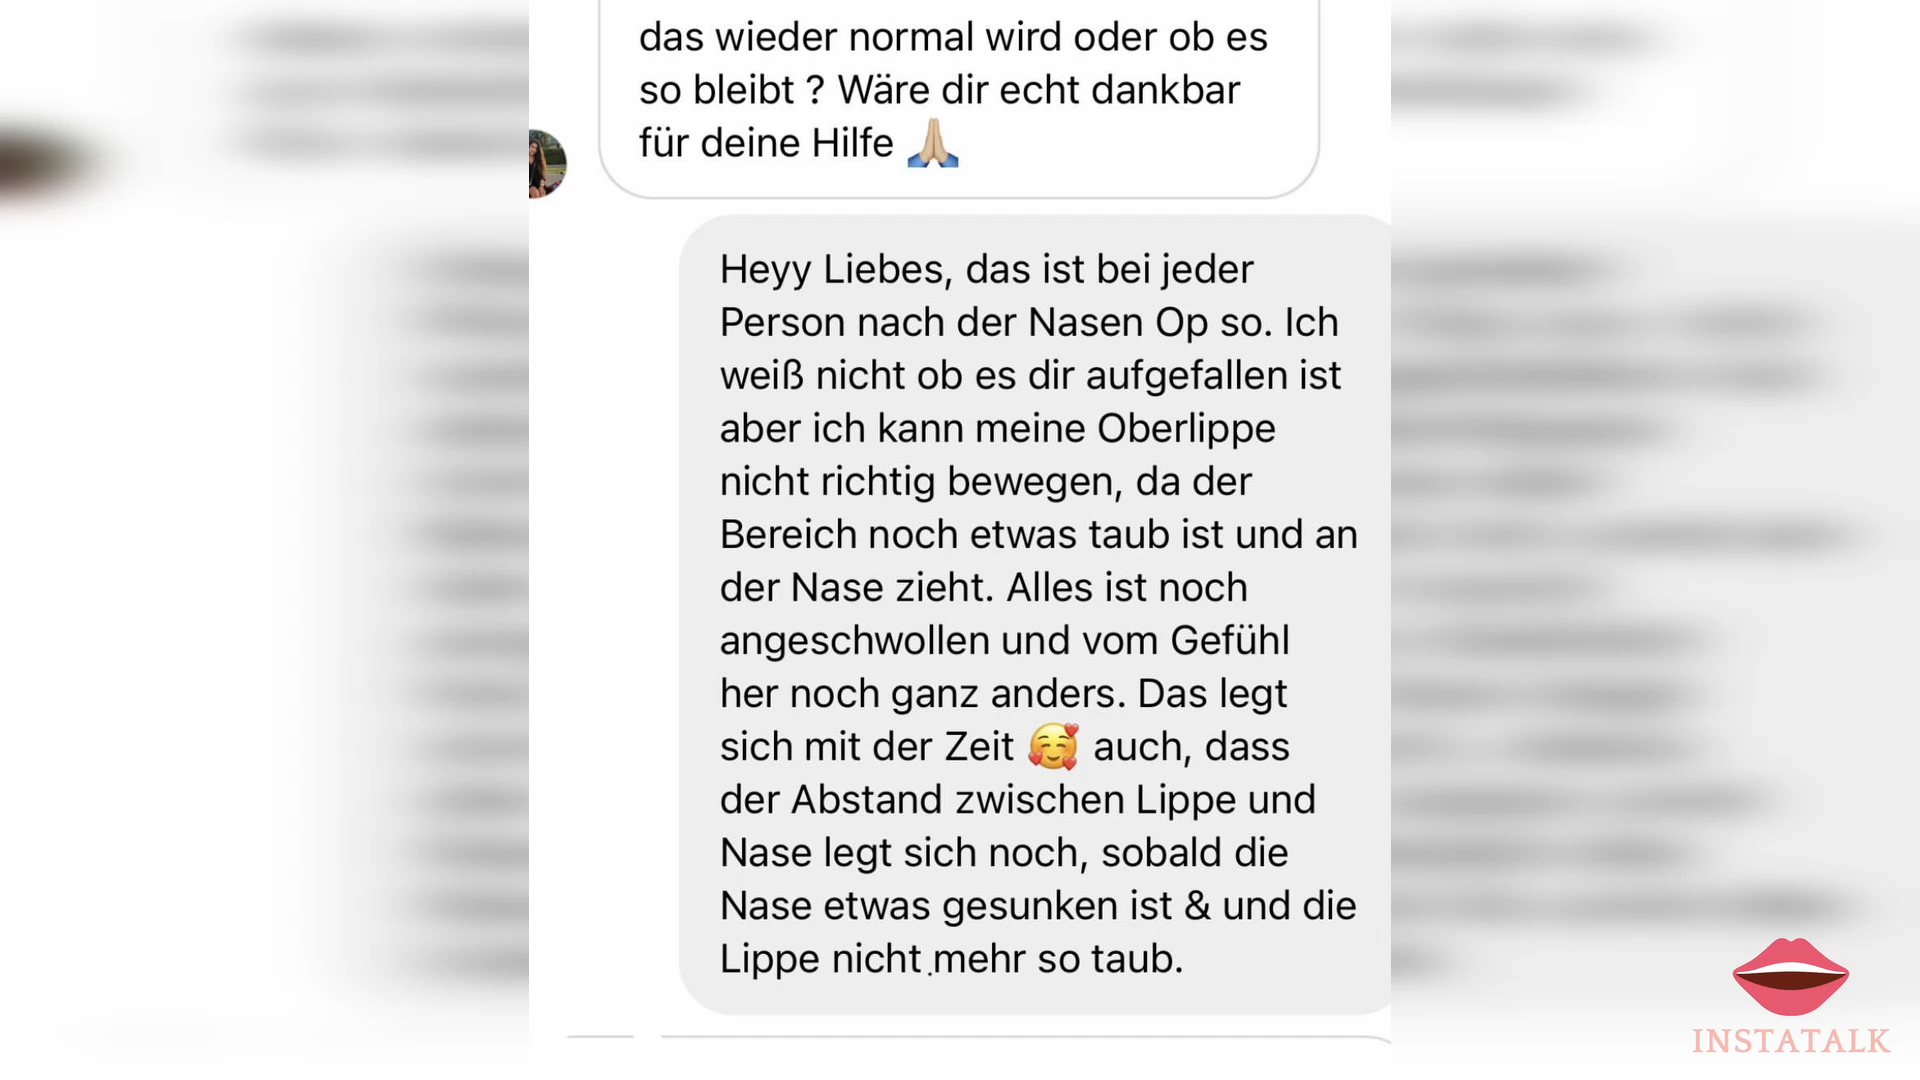 das wieder normal wird oder ob es
so bleibt ? Wäre dir echt dankbar
für deine Hilfe 🙏🏼
Heyy Liebes, das ist bei jeder
Person nach der Nasen Op so. Ich
weiß nicht ob es dir aufgefallen ist
aber ich kann meine Oberlippe
nicht richtig bewegen, da der
Bereich noch etwas taub ist und an
der Nase zieht. Alles ist noch
angeschwollen und vom Gefühl
her noch ganz anders. Das legt
sich mit der Zeit 🥰 auch, dass
der Abstand zwischen Lippe und
Nase legt sich noch, sobald die
Nase etwas gesunken ist & und die
Lippe nicht mehr so taub.
INSTATALK